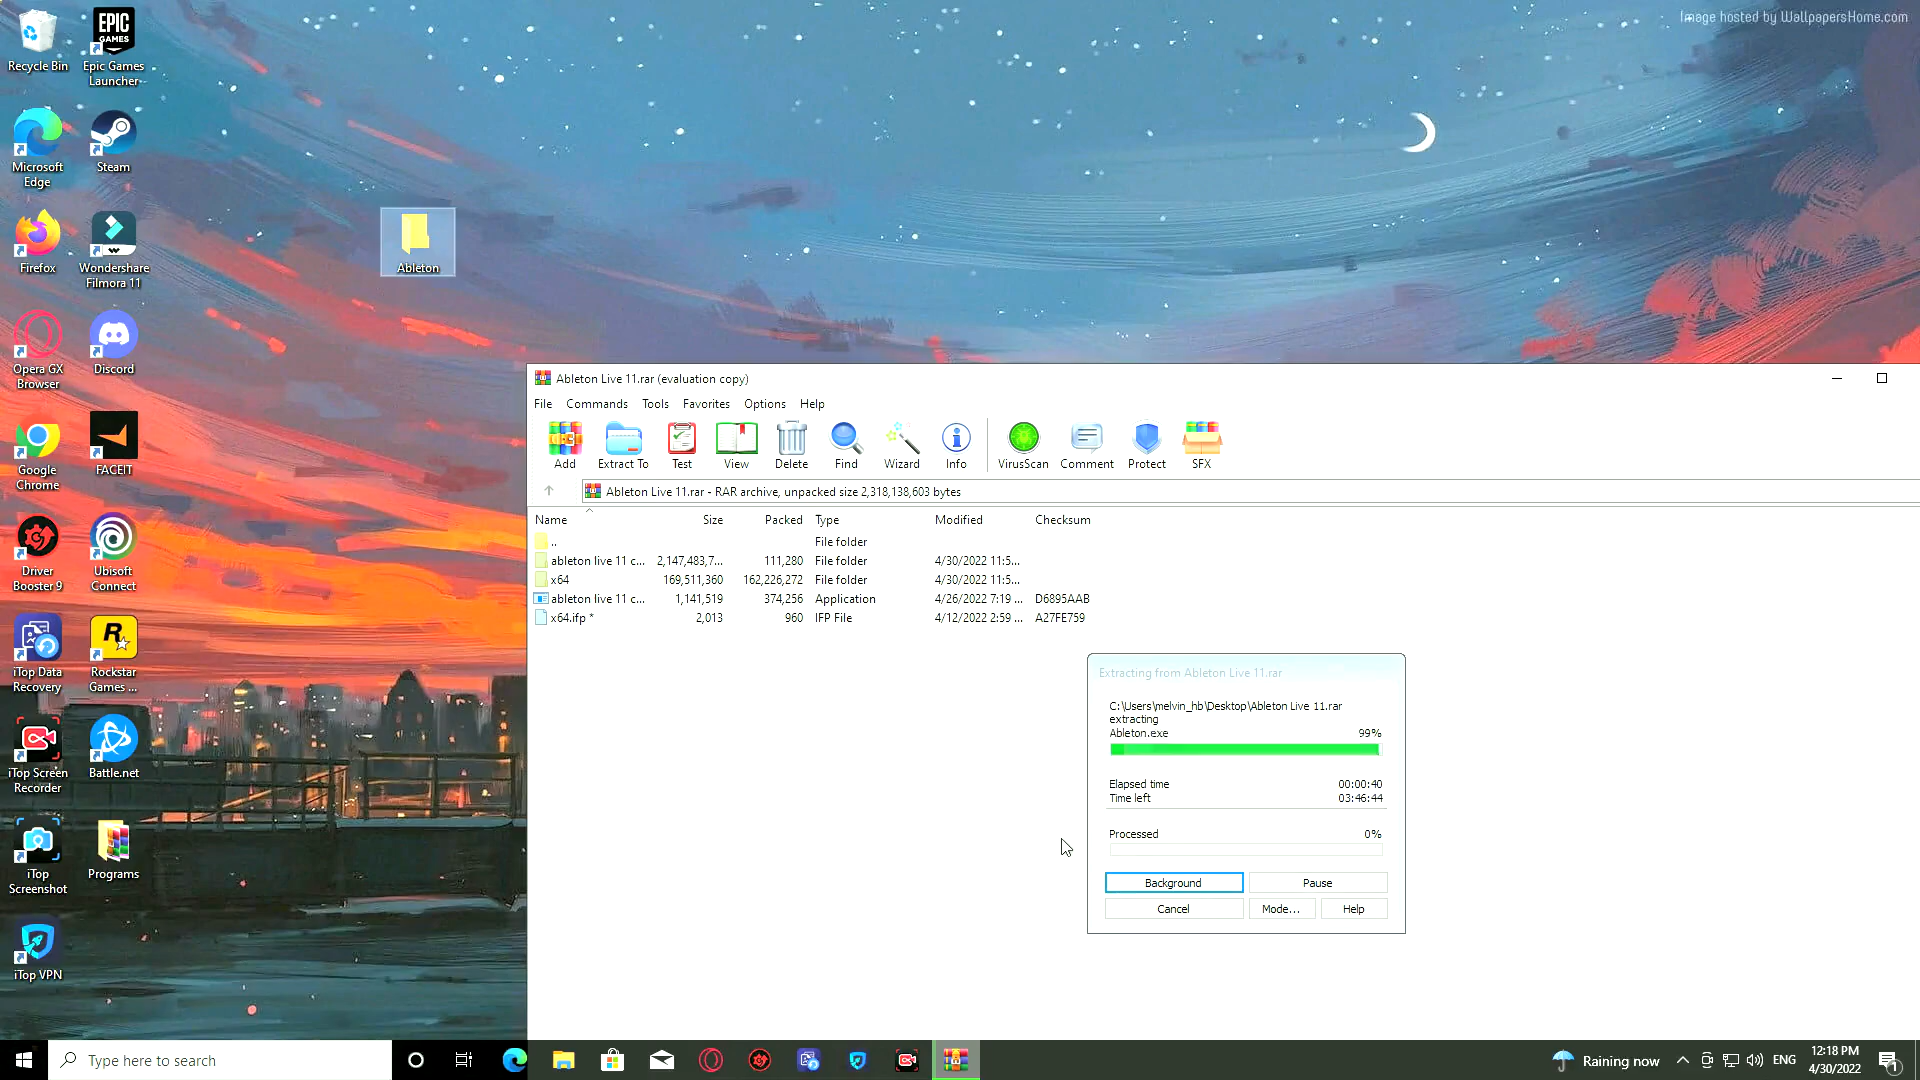 Image hosted by WallpapersHome.com
Recycle Bin
EPIC GAMES
Epic Games Launcher
Microsoft Edge
Steam
Firefox
Wondershare Filmora 11
Opera GX Browser
Discord
Google Chrome
FACEIT
Driver Booster 9
Ubisoft Connect
iTop Data Recovery
Rockstar Games ...
iTop Screen Recorder
Battle.net
iTop Screenshot
Programs
iTop VPN
Ableton
Ableton Live 11.rar (evaluation copy)
File Commands Tools Favorites Options Help
Add Extract To Test View Delete Find Wizard Info VirusScan Comment Protect SFX
Ableton Live 11.rar - RAR archive, unpacked size 2,318,138,603 bytes
Name Size Packed Type Modified Checksum
.. File folder
ableton live 11 c... 2,147,483,7... 111,280 File folder 4/30/2022 11:5...
x64 169,511,360 162,226,272 File folder 4/30/2022 11:5...
ableton live 11 c... 1,141,519 374,256 Application 4/26/2022 7:19 ... D6895AAB
x64.ifp * 2,013 960 IFP File 4/12/2022 2:59 ... A27FE759
Extracting from Ableton Live 11.rar
C:\Users\melvin_hb\Desktop\Ableton Live 11.rar
extracting
Ableton.exe 99%
Elapsed time 00:00:40
Time left 03:46:44
Processed 0%
Background Pause
Cancel Mode... Help
Type here to search
Raining now
ENG
12:18 PM
4/30/2022
1